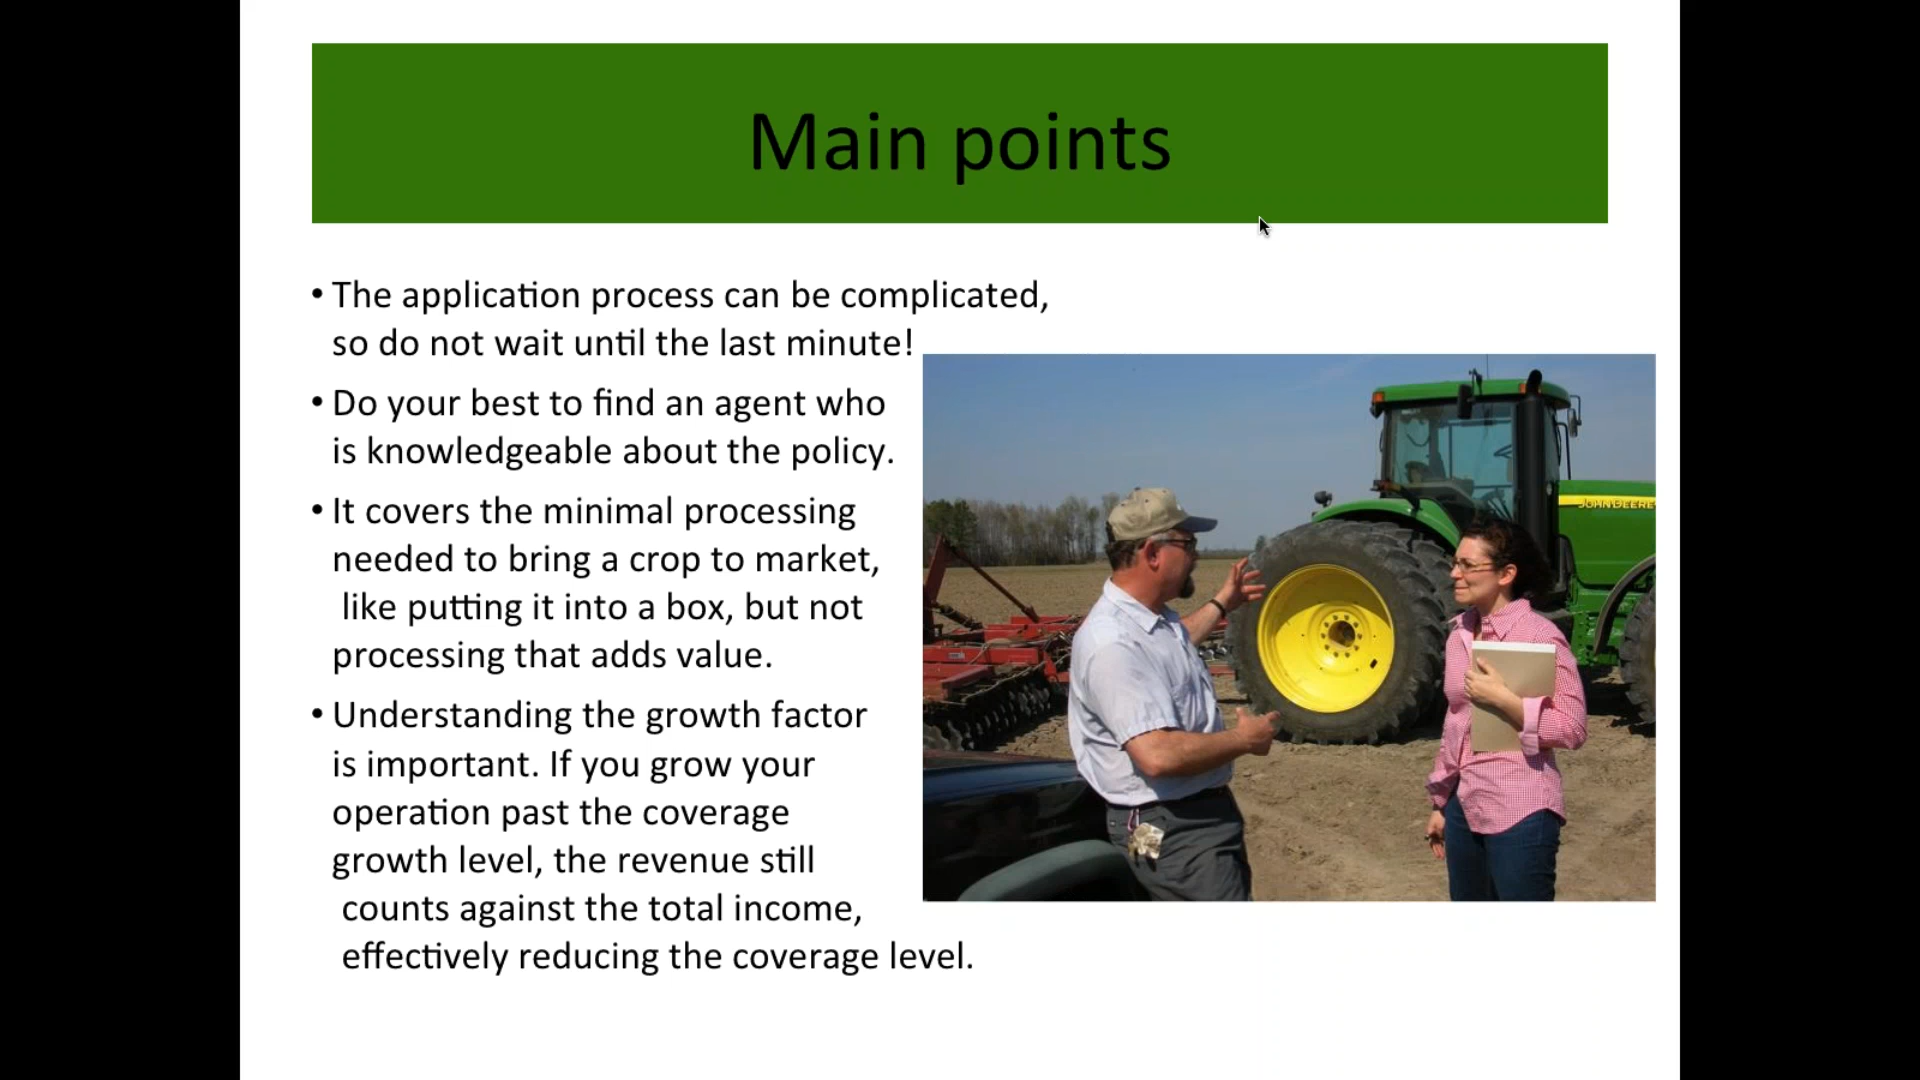 Main points
• The application process can be complicated,
so do not wait until the last minute!
• Do your best to find an agent who
is knowledgeable about the policy.
• It covers the minimal processing
needed to bring a crop to market,
like putting it into a box, but not
processing that adds value.
• Understanding the growth factor
is important. If you grow your
operation past the coverage
growth level, the revenue still
counts against the total income,
effectively reducing the coverage level.
JOHN DEERE